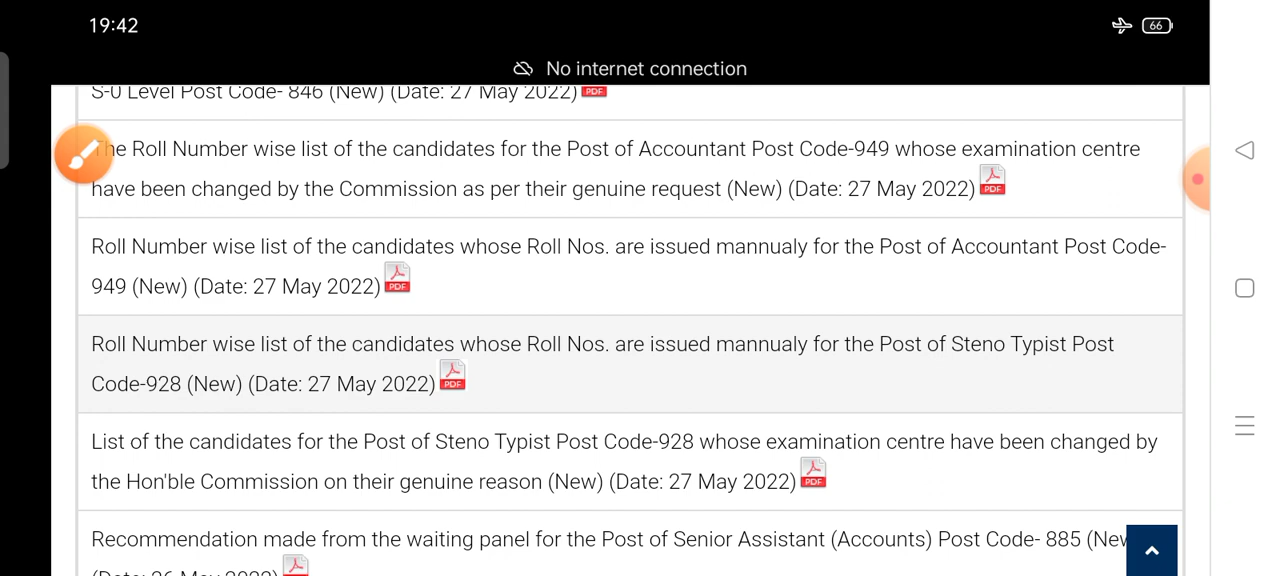 19:42
66
No internet connection
S-0 Level Post Code- 846 (New) (Date: 27 May 2022) PDF
The Roll Number wise list of the candidates for the Post of Accountant Post Code-949 whose examination centre
have been changed by the Commission as per their genuine request (New) (Date: 27 May 2022) PDF
Roll Number wise list of the candidates whose Roll Nos. are issued mannualy for the Post of Accountant Post Code-
949 (New) (Date: 27 May 2022) PDF
Roll Number wise list of the candidates whose Roll Nos. are issued mannualy for the Post of Steno Typist Post
Code-928 (New) (Date: 27 May 2022) PDF
List of the candidates for the Post of Steno Typist Post Code-928 whose examination centre have been changed by
the Hon'ble Commission on their genuine reason (New) (Date: 27 May 2022) PDF
Recommendation made from the waiting panel for the Post of Senior Assistant (Accounts) Post Code- 885 (New
(Date: 26 May 2022)